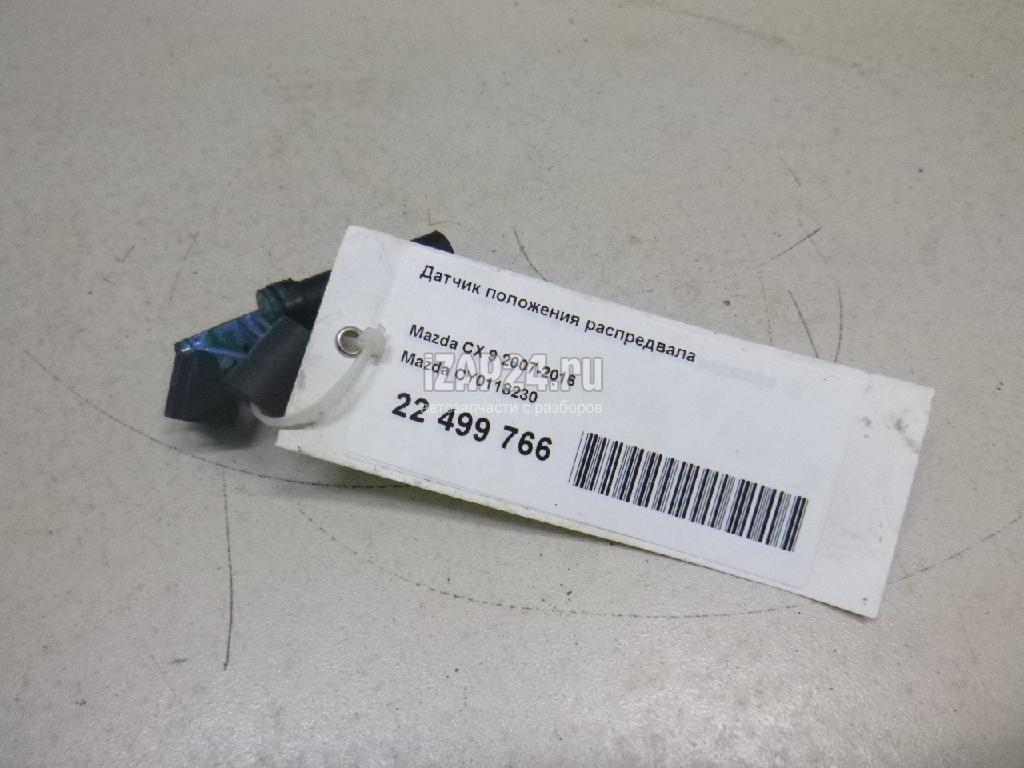 Датчик положения распредвала
Mazda CX 9 2007-2016
Mazda CY0118230
22 499 766
iZAP24.ru
автозапчасти с разборов